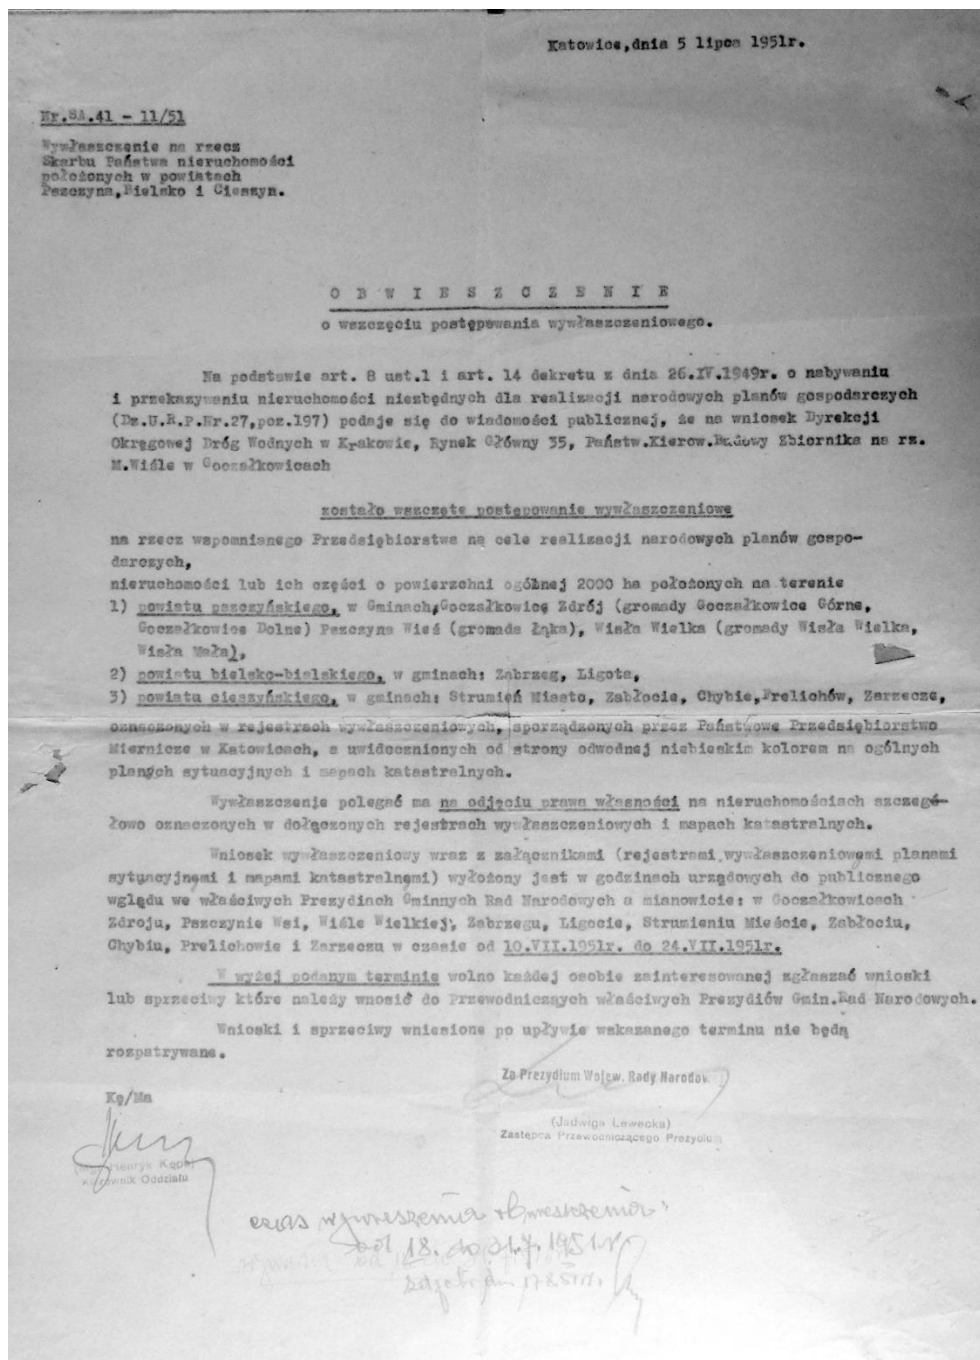 Katowice,dnia 5 lipca 1951r.
Nr.SA.41 - 11/51
Wywłaszczenie na rzecz
Skarbu Państwa nieruchomości
położonych w powiatach
Pszczyna,Bielsko i Cieszyn.
O B W I E S Z C Z E N I E
o wszczęciu postępowania wywłaszczeniowego.
Na podstawie art. 8 ust.1 i art. 14 dekretu z dnia 26.IV.1949r. o nabywaniu
i przekazywaniu nieruchomości niezbędnych dla realizacji narodowych planów gospodarczych
(Dz.U.R.P.Nr.27,poz.197) podaje się do wiadomości publicznej, że na wniosek Dyrekcji
Okręgowej Dróg Wodnych w Krakowie, Rynek Główny 35, Państw.Kierow.Budowy Zbiornika na rz.
M.Wiśle w Goczałkowicach
zostało wszczęte postępowanie wywłaszczeniowe
na rzecz wspomnianego Przedsiębiorstwa na cele realizacji narodowych planów gospo-
darczych,
nieruchomości lub ich części o powierzchni ogólnej 2000 ha położonych na terenie
1) powiatu pszczyńskiego, w Gminach,Goczałkowice Zdrój (gromady Goczałkowice Górne,
Goczałkowice Dolne) Pszczyna Wieś (gromada Łąka), Wisła Wielka (gromady Wisła Wielka,
Wisła Mała),
2) powiatu bielsko-bialskiego, w gminach: Zabrzeg, Ligota,
3) powiatu cieszyńskiego, w gminach: Strumień Miasto, Zabłocie, Chybie,Frelichów, Zarzecze,
oznaczonych w rejestrach wywłaszczeniowych, sporządzonych przez Państwowe Przedsiębiorstwo
Miernicze w Katowicach, a uwidocznionych od strony odwodnej niebieskim kolorem na ogólnych
planach sytuacyjnych i mapach katastralnych.
Wywłaszczenie polegać ma na odjęciu prawa własności na nieruchomościach szczegó-
łowo oznaczonych w dołączonych rejestrach wywłaszczeniowych i mapach katastralnych.
Wniosek wywłaszczeniowy wraz z załącznikami (rejestrami,wywłaszczeniowemi planami
sytuacyjnemi i mapami katastralnemi) wyłożony jest w godzinach urządowych do publicznego
wglądu we właściwych Prezydiach Gminnych Rad Narodowych a mianowicie: w Goczałkowicach
Zdroju, Pszczynie Wsi, Wiśle Wielkiej, Zabrzegu, Ligocie, Strumieniu Mieście, Zabłociu,
Chybiu, Frelichowie i Zarzeczu w czasie od 10.VII.1951r. do 24.VII.1951r.
W wyżej podanym terminie wolno każdej osobie zainteresowanej zgłaszać wnioski
lub sprzeciwy które należy wnosić do Przewodniczących właściwych Prezydiów Gmin.Rad Narodowych.
Wnioski i sprzeciwy wniesione po upływie wskazanego terminu nie będą
rozpatrywane.
Za Prezydium Wojew. Rady Narodowej
Kę/Ma
(Jadwiga Lewecka)
Zastępca Przewodniczącego Prezydium
Henryk Kępa)
Kierownik Oddziału
czas wywieszenia obwieszczenia
od 18. do 31.7. 1951 r